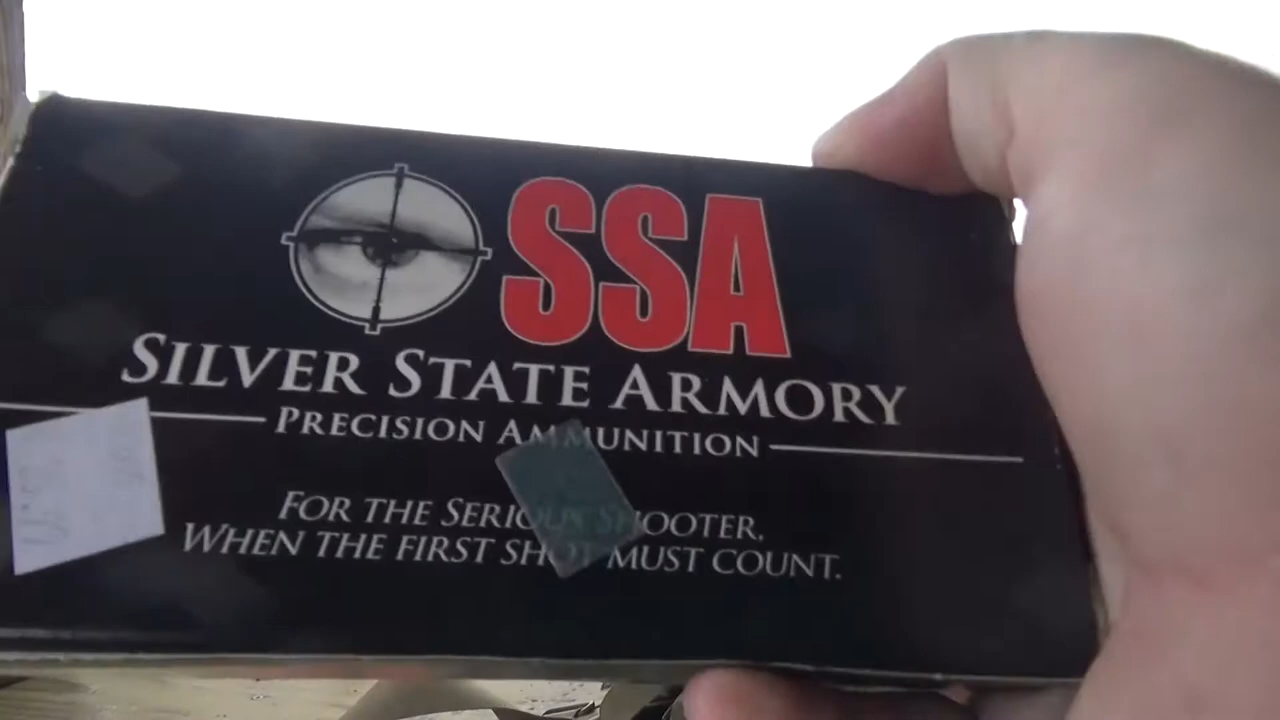 SSA
SILVER STATE ARMORY
PRECISION AMMUNITION
FOR THE SERIOUS SHOOTER,
WHEN THE FIRST SHOT MUST COUNT.